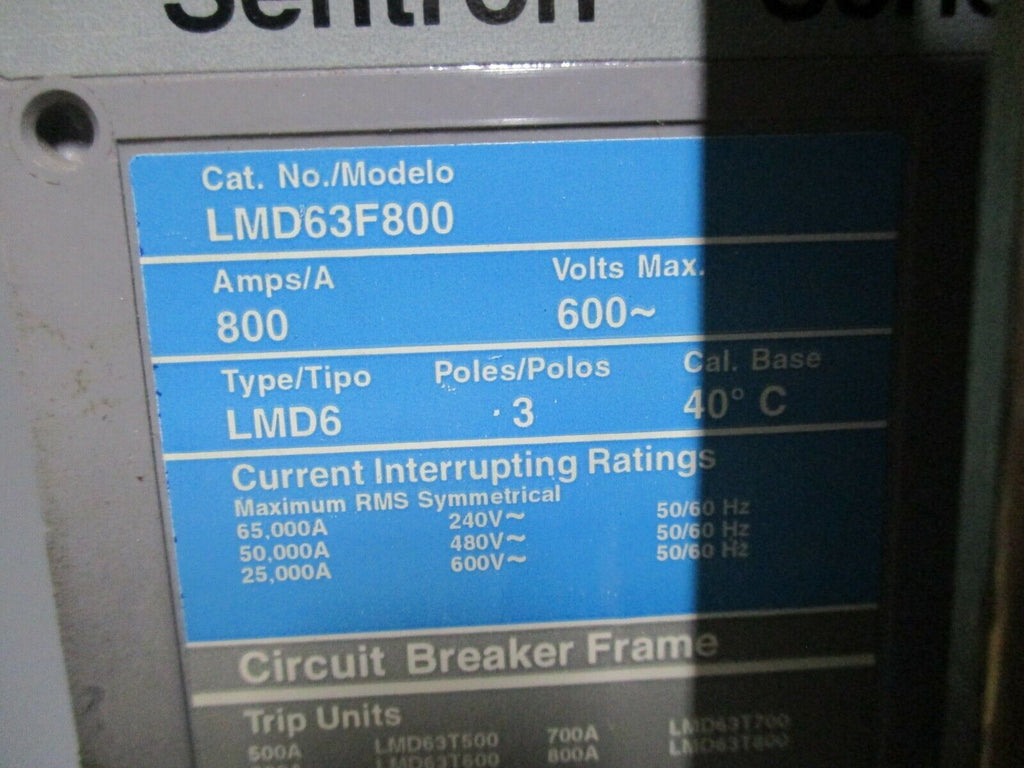 Sentron
Cat. No./Modelo
LMD63F800
Amps/A Volts Max.
800 600~
Type/Tipo Poles/Polos Cal. Base
LMD6 3 40° C
Current Interrupting Ratings
Maximum RMS Symmetrical
65,000A 240V~ 50/60 Hz
50,000A 480V~ 50/60 Hz
25,000A 600V~ 50/60 Hz
Circuit Breaker Frame
Trip Units
500A LMD63T500 700A LMD63T700
LMD63T600 800A LMD63T800